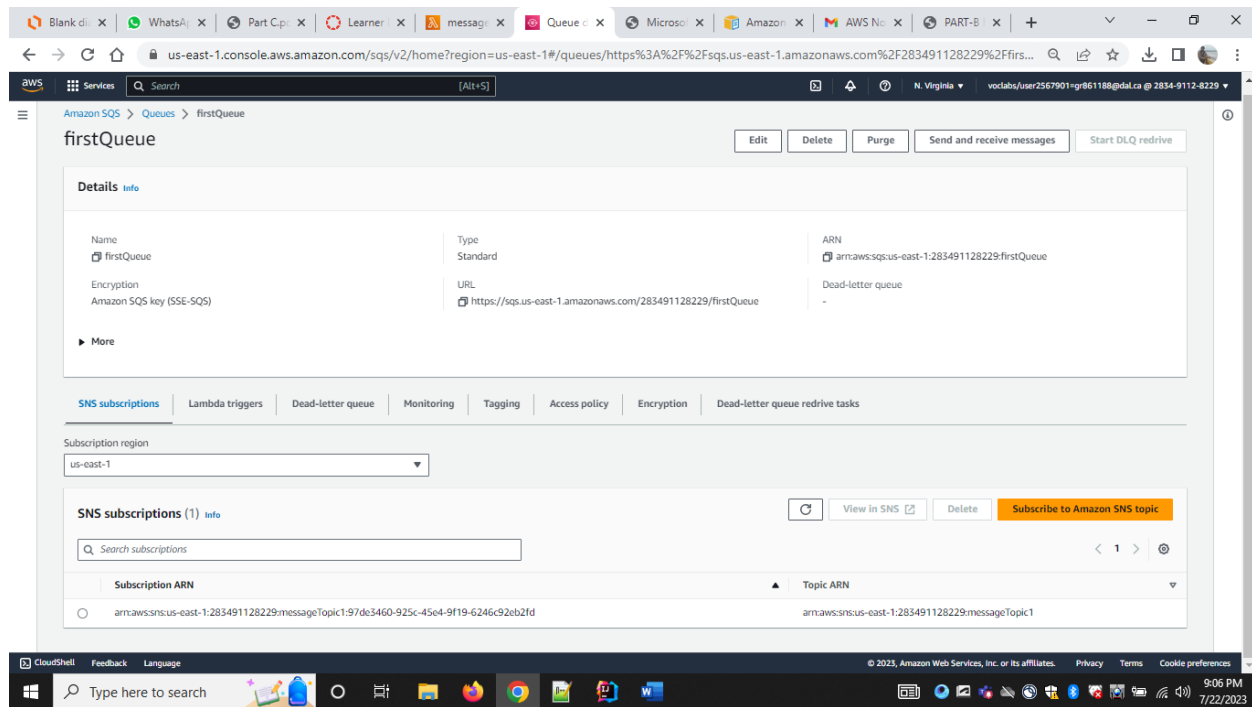 Blank di WhatsA Part C.pc Learner message Queue d Microso Amazon AWS No PART-B
us-east-1.console.aws.amazon.com/sqs/v2/home?region=us-east-1#/queues/https%3A%2F%2Fsqs.us-east-1.amazonaws.com%2F283491128229%2Ffirs...
aws Services Search [Alt+S] N. Virginia voclabs/user2567901=gr861188@dal.ca @ 2834-9112-8229
Amazon SQS > Queues > firstQueue
firstQueue Edit Delete Purge Send and receive messages Start DLQ redrive
Details Info
Name Type ARN
firstQueue Standard arn:aws:sqs:us-east-1:283491128229:firstQueue
Encryption URL Dead-letter queue
Amazon SQS key (SSE-SQS) https://sqs.us-east-1.amazonaws.com/283491128229/firstQueue -
More
SNS subscriptions Lambda triggers Dead-letter queue Monitoring Tagging Access policy Encryption Dead-letter queue redrive tasks
Subscription region
us-east-1
SNS subscriptions (1) Info View in SNS Delete Subscribe to Amazon SNS topic
Search subscriptions < 1 >
Subscription ARN Topic ARN
arn:aws:sns:us-east-1:283491128229:messageTopic1:97de3460-925c-45e4-9f19-6246c92eb2fd arn:aws:sns:us-east-1:283491128229:messageTopic1
CloudShell Feedback Language © 2023, Amazon Web Services, Inc. or its affiliates. Privacy Terms Cookie preferences
Type here to search 9:06 PM
7/22/2023